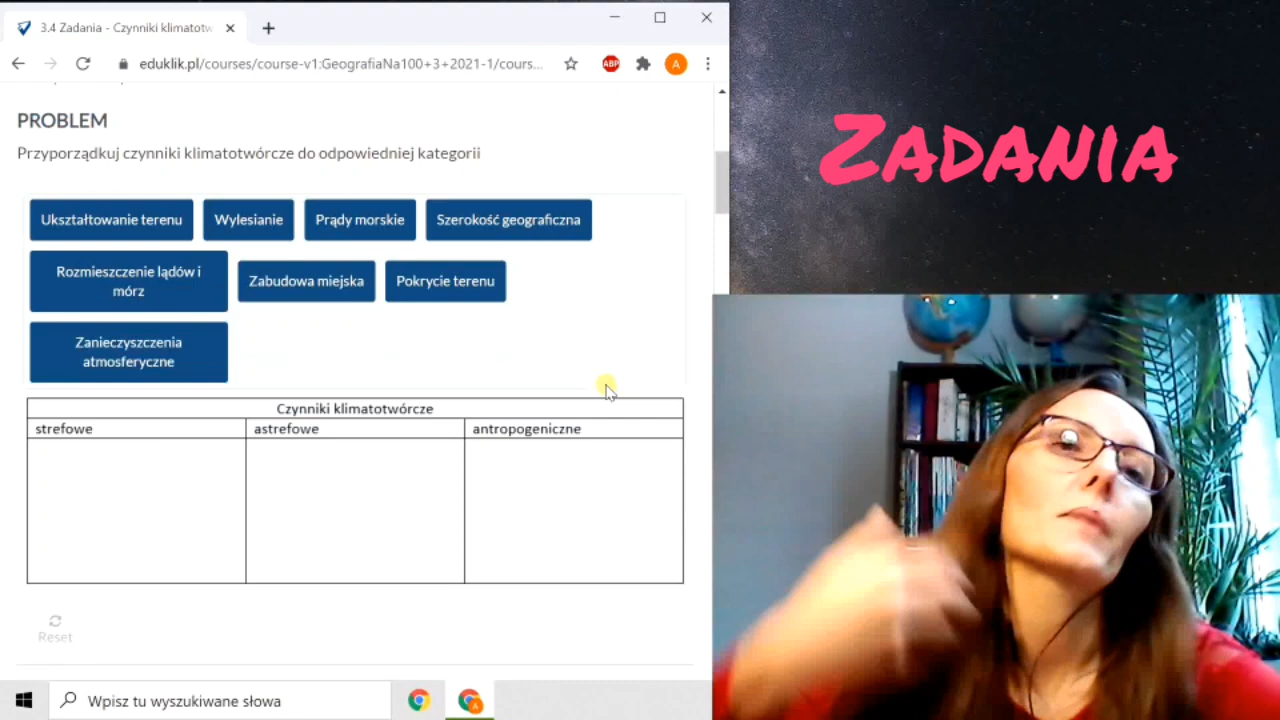 3.4 Zadania - Czynniki klimatotw
eduklik.pl/courses/course-v1:GeografiaNa100+3+2021-1/cours...
ABP
A
ZADANIA
PROBLEM
Przyporządkuj czynniki klimatotwórcze do odpowiedniej kategorii
Ukształtowanie terenu
Wylesianie
Prądy morskie
Szerokość geograficzna
Rozmieszczenie lądów i
mórz
Zabudowa miejska
Pokrycie terenu
Zanieczyszczenia
atmosferyczne
Czynniki klimatotwórcze
strefowe
astrefowe
antropogeniczne
Reset
Wpisz tu wyszukiwane słowa
A